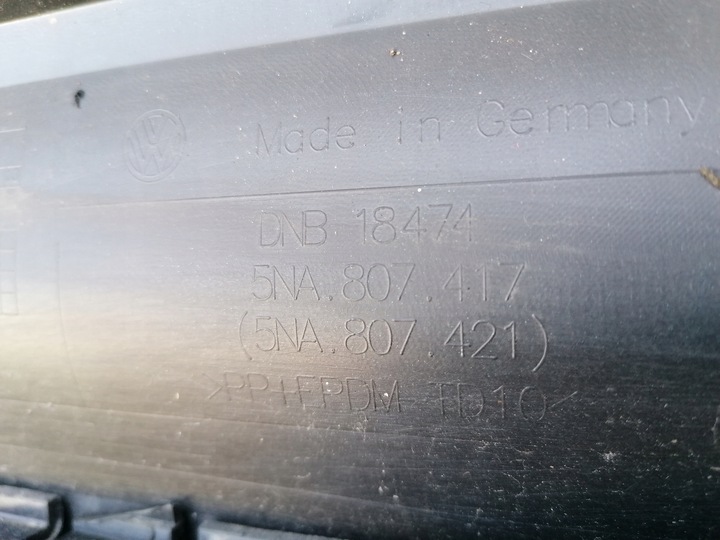 Made in Germany
DNB 18474
5NA.807.417
(5NA.807.421)
>PP+EPDM-TD10<